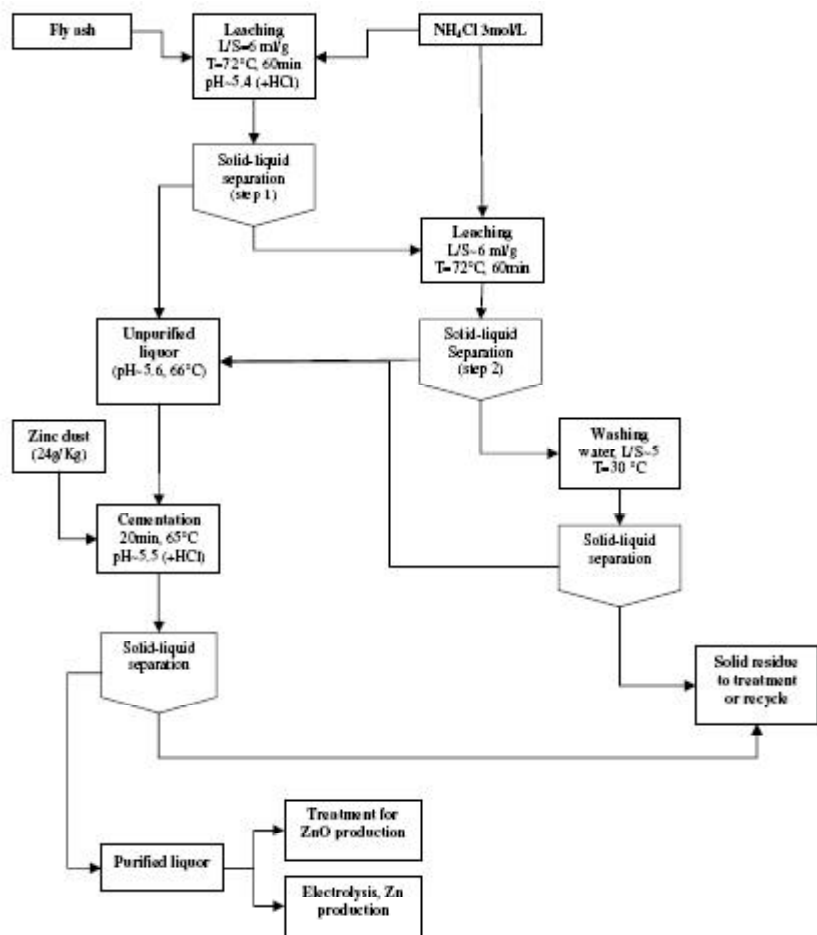 Fly ash
Leaching
L/S=6 ml/g
T=72°C, 60min
pH~5.4 (+HCl)
NH₄Cl 3mol/L
Solid-liquid
separation
(step 1)
Leaching
L/S~6 ml/g
T=72°C, 60min
Unpurified
liquor
(pH~5.6, 66°C)
Solid-liquid
Separation
(step 2)
Zinc dust
(24g/Kg)
Washing
water, L/S~5
T=30 °C
Cementation
20min, 65°C
pH~5.5 (+HCl)
Solid-liquid
separation
Solid-liquid
separation
Solid residue
to treatment
or recycle
Treatment for
ZnO production
Purified liquor
Electrolysis, Zn
production